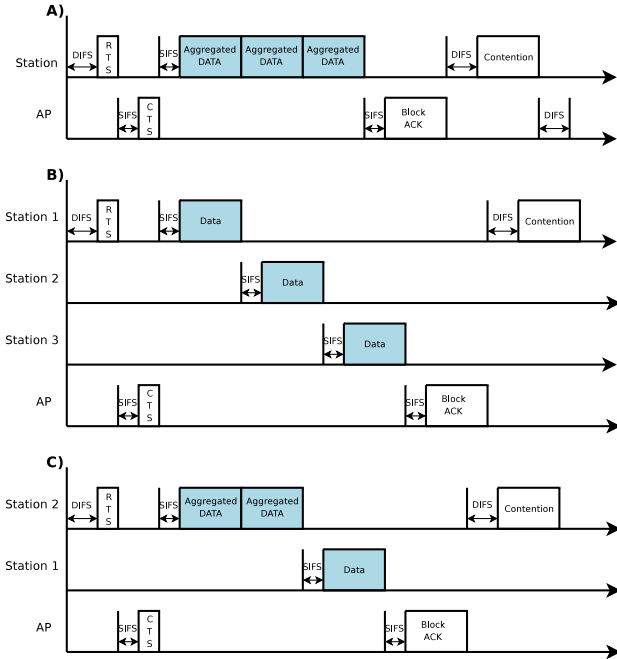 A)
Station
DIFS
R
T
S
SIFS
Aggregated
DATA
Aggregated
DATA
Aggregated
DATA
DIFS
Contention
AP
SIFS
C
T
S
SIFS
Block
ACK
DIFS
B)
Station 1
DIFS
R
T
S
SIFS
Data
DIFS
Contention
Station 2
SIFS
Data
Station 3
SIFS
Data
AP
SIFS
C
T
S
SIFS
Block
ACK
C)
Station 2
DIFS
R
T
S
SIFS
Aggregated
DATA
Aggregated
DATA
DIFS
Contention
Station 1
SIFS
Data
AP
SIFS
C
T
S
SIFS
Block
ACK